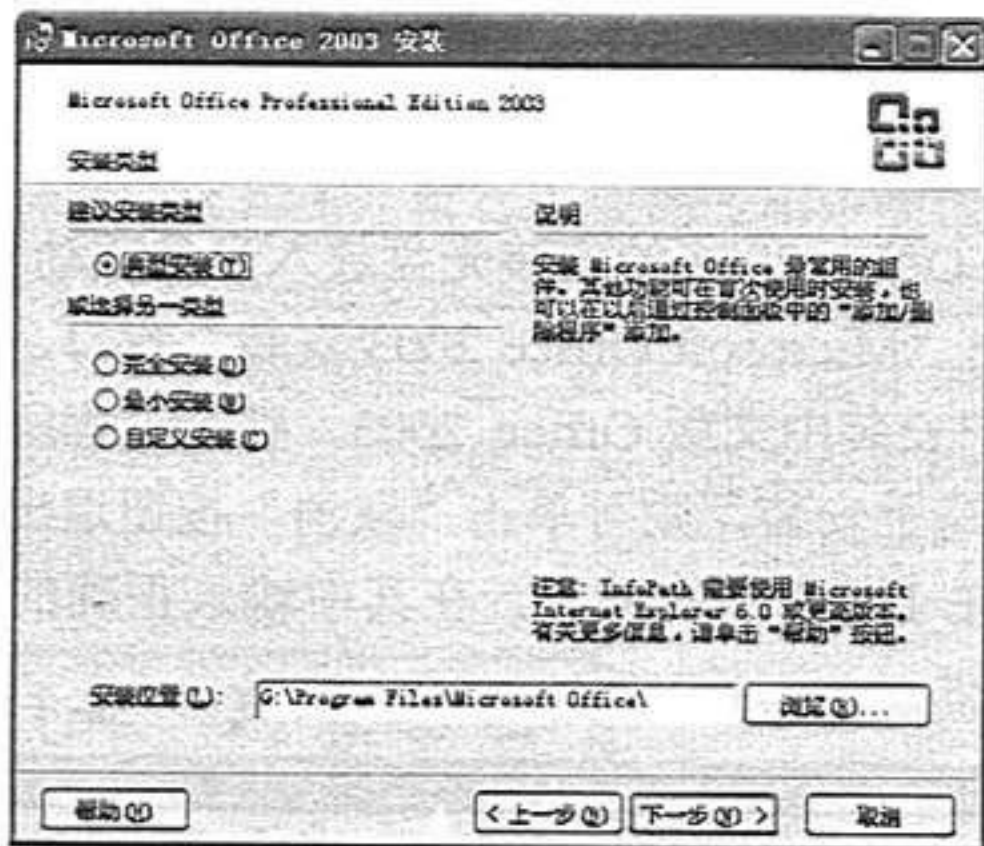 Microsoft Office 2003 安装
Microsoft Office Professional Edition 2003
安装类型
建议安装类型
典型安装(T)
或选择另一类型
完全安装(O)
最小安装(M)
自定义安装(C)
说明
安装 Microsoft Office 最常用的组
件。其他功能可在首次使用时安装，也
可以在以后通过控制面板中的“添加/删
除程序”添加。
注意: InfoPath 需要使用 Microsoft
Internet Explorer 6.0 或更高版本。
有关更多信息，请单击“帮助”按钮。
安装位置(L):
G:\Program Files\Microsoft Office\
浏览(R)...
帮助(H)
< 上一步(B)
下一步(N) >
取消